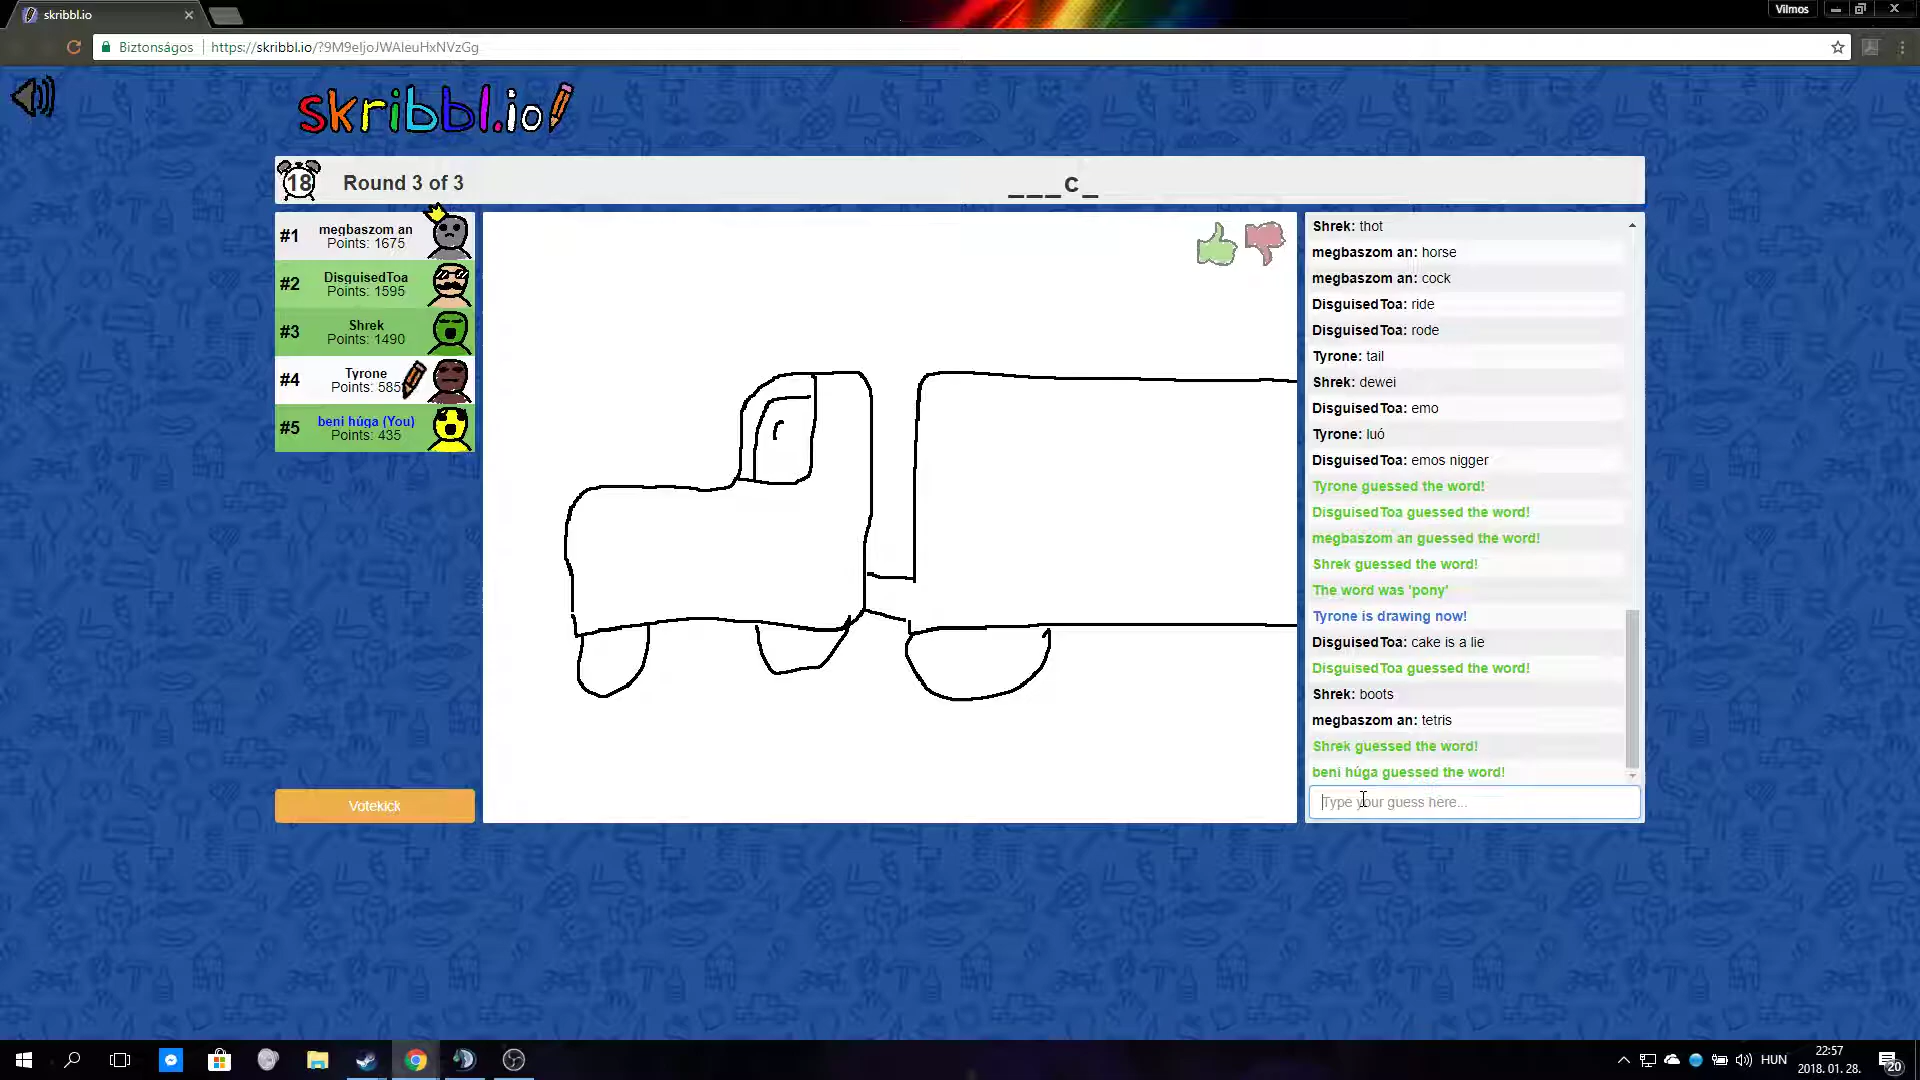 skribbl.io
Vilmos
Biztonságos
https://skribbl.io/?9M9eIjoJWAIeuHxNVzGg
skribbl.io
18
Round 3 of 3
___c_
#1
megbaszom an
Points: 1675
#2
DisguisedToa
Points: 1595
#3
Shrek
Points: 1490
#4
Tyrone
Points: 585
#5
beni húga (You)
Points: 435
Votekick
Shrek: thot
megbaszom an: horse
megbaszom an: cock
DisguisedToa: ride
DisguisedToa: rode
Tyrone: tail
Shrek: dewei
DisguisedToa: emo
Tyrone: luó
DisguisedToa: emos nigger
Tyrone guessed the word!
DisguisedToa guessed the word!
megbaszom an guessed the word!
Shrek guessed the word!
The word was 'pony'
Tyrone is drawing now!
DisguisedToa: cake is a lie
DisguisedToa guessed the word!
Shrek: boots
megbaszom an: tetris
Shrek guessed the word!
beni húga guessed the word!
Type your guess here...
HUN
22:57
2018. 01. 28.
20